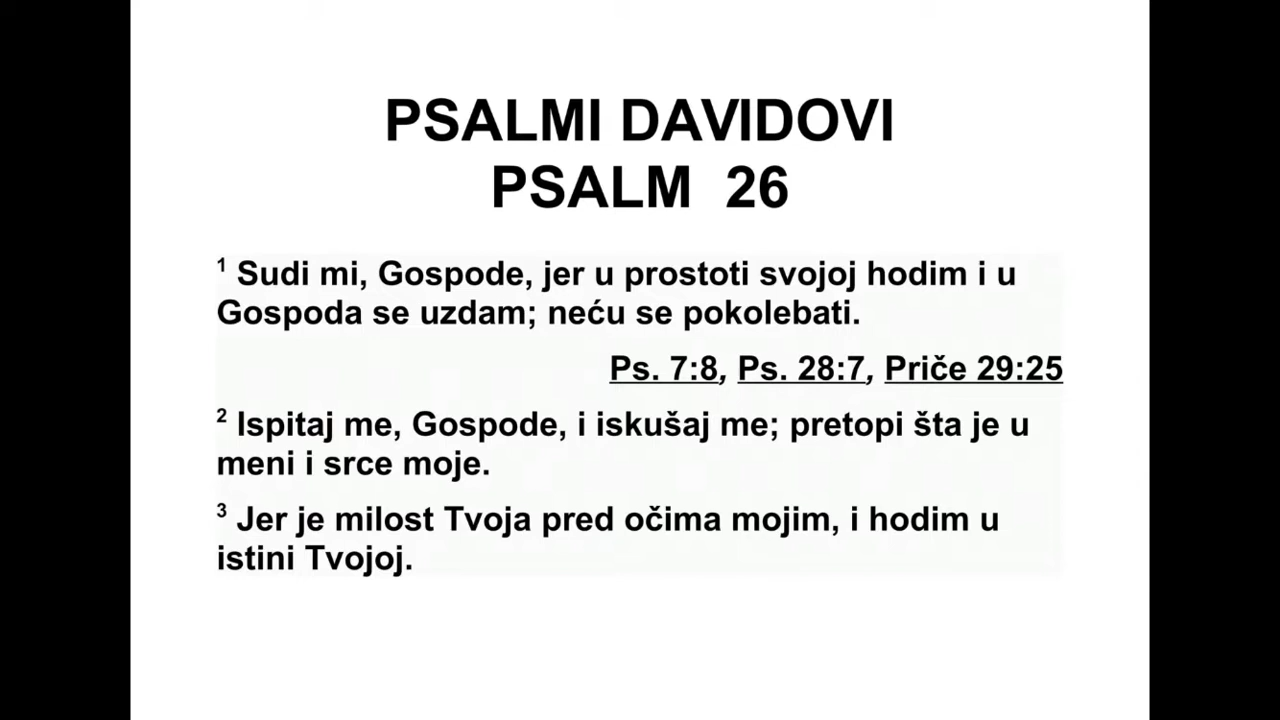 PSALMI DAVIDOVI
PSALM 26
1 Sudi mi, Gospode, jer u prostoti svojoj hodim i u
Gospoda se uzdam; neću se pokolebati.
Ps. 7:8, Ps. 28:7, Priče 29:25
2 Ispitaj me, Gospode, i iskušaj me; pretopi šta je u
meni i srce moje.
3 Jer je milost Tvoja pred očima mojim, i hodim u
istini Tvojoj.